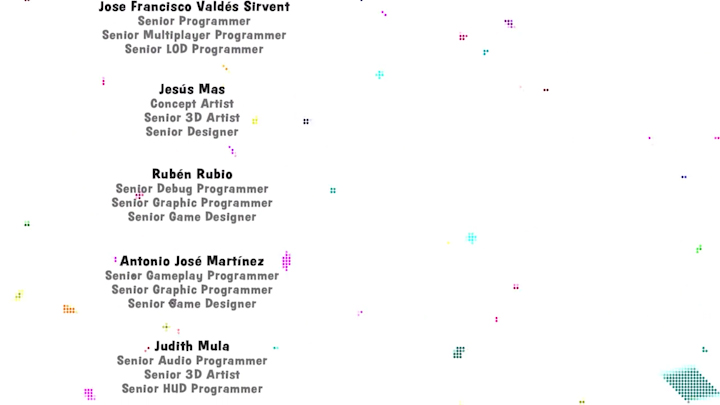 Jose Francisco Valdés Sirvent
Senior Programmer
Senior Multiplayer Programmer
Senior LOD Programmer
Jesús Mas
Concept Artist
Senior 3D Artist
Senior Designer
Rubén Rubio
Senior Debug Programmer
Senior Graphic Programmer
Senior Game Designer
Antonio José Martínez
Senior Gameplay Programmer
Senior Graphic Programmer
Senior Game Designer
Judith Mula
Senior Audio Programmer
Senior 3D Artist
Senior HUD Programmer